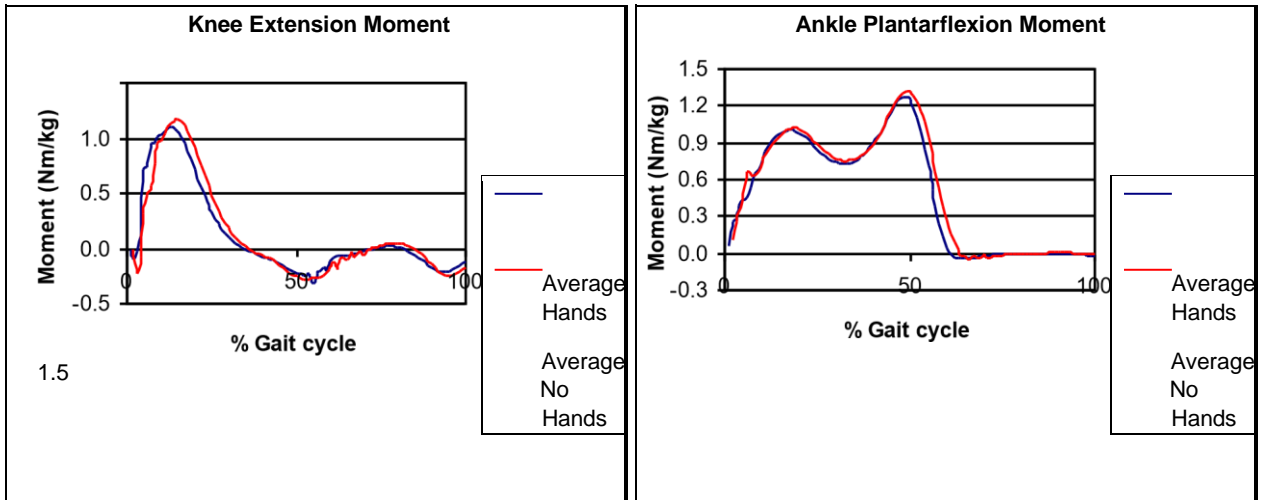 Knee Extension Moment
Moment (Nm/kg)
1.0
0.5
0.0
-0.5
0
50
100
% Gait cycle
1.5
Average
Hands
Average
No
Hands
Ankle Plantarflexion Moment
Moment (Nm/kg)
1.5
1.2
0.9
0.6
0.3
0.0
-0.3
0
50
100
% Gait cycle
Average
Hands
Average
No
Hands